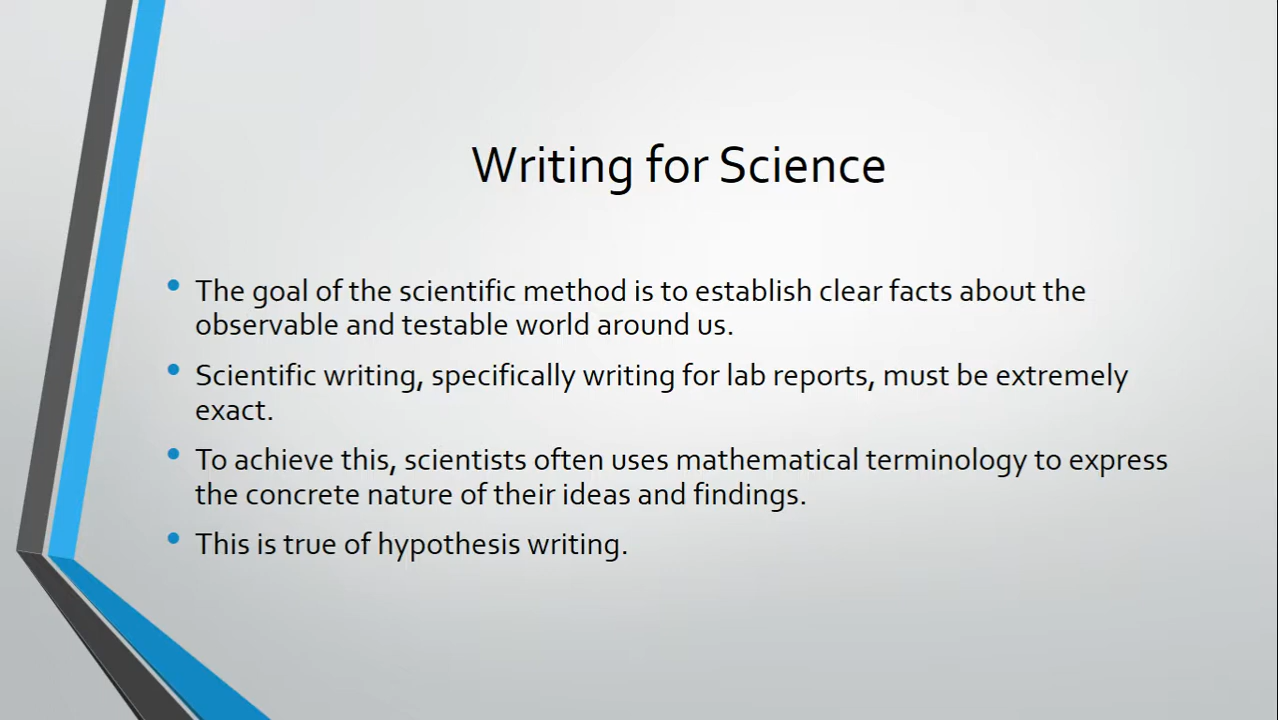 Writing for Science
• The goal of the scientific method is to establish clear facts about the
observable and testable world around us.
• Scientific writing, specifically writing for lab reports, must be extremely
exact.
• To achieve this, scientists often uses mathematical terminology to express
the concrete nature of their ideas and findings.
• This is true of hypothesis writing.